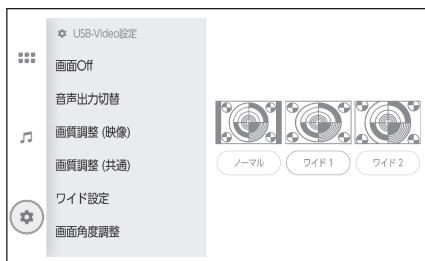 USB-Video設定
画面Off
音声出力切替
画質調整 (映像)
画質調整 (共通)
ワイド設定
画面角度調整
ノーマル
ワイド 1
ワイド 2